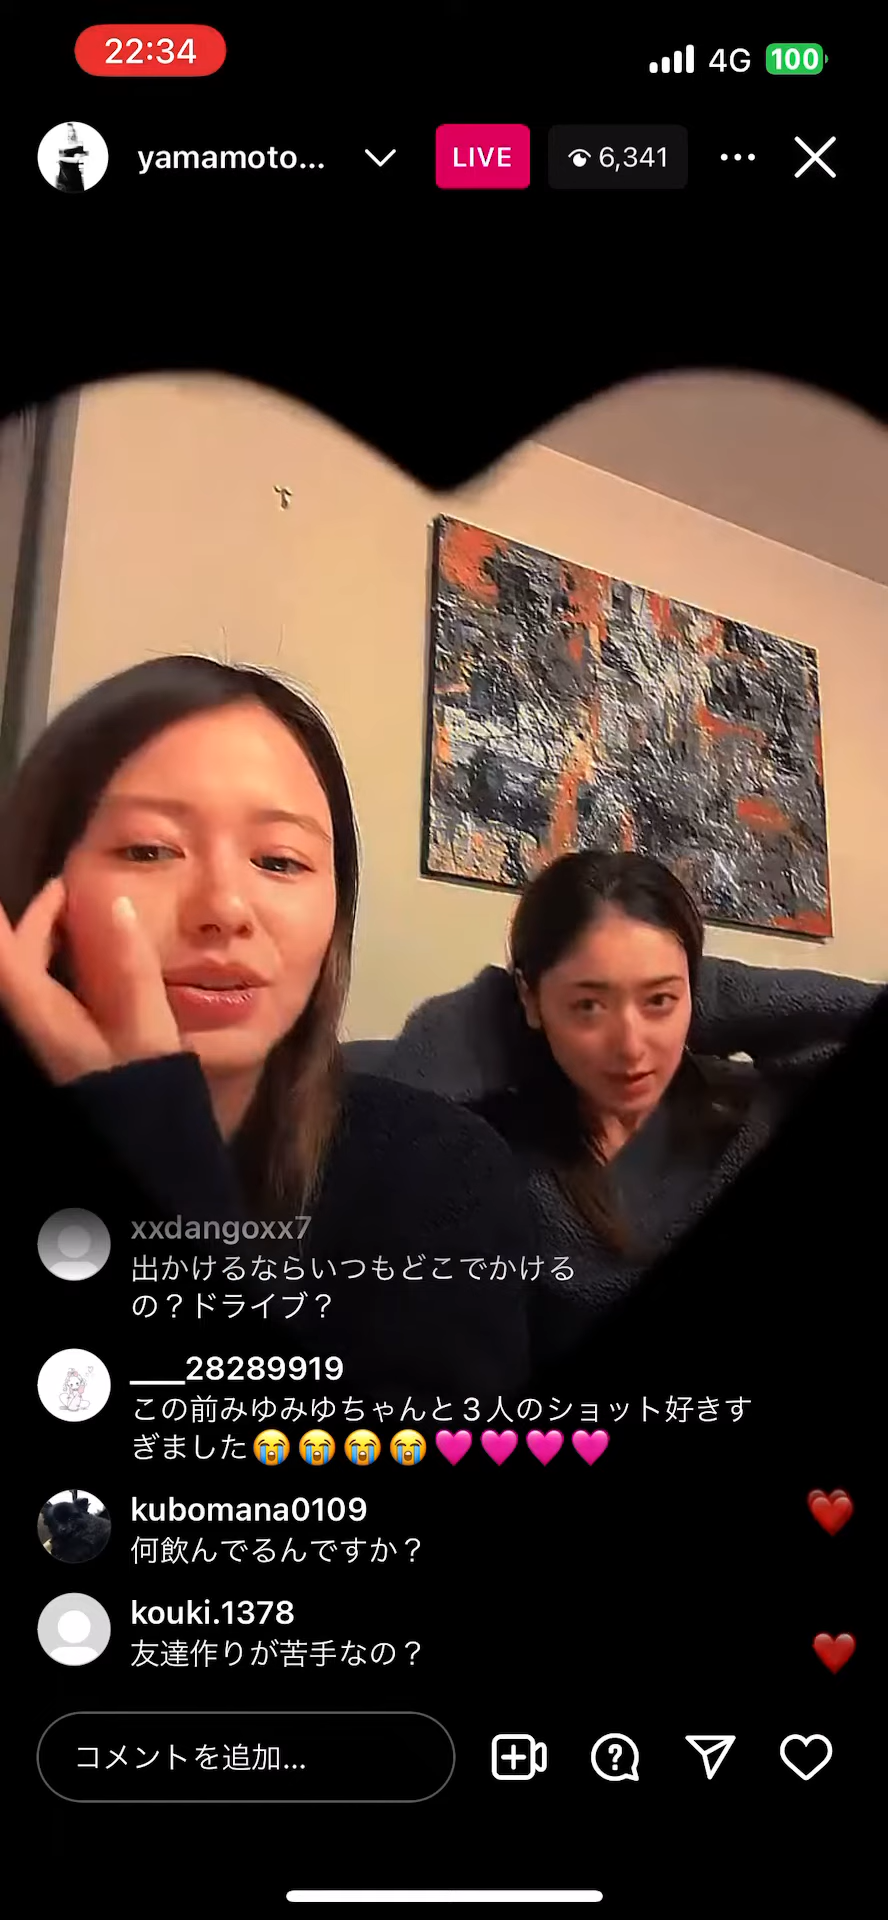 22:34
4G
100
yamamoto...
LIVE
6,341
xxdangoxx7
出かけるならいつもどこでかける
の？ドライブ？
___28289919
この前みゆみゆちゃんと３人のショット好きす
ぎました😭😭😭😭💗💗💗💗
kubomana0109
何飲んでるんですか？
kouki.1378
友達作りが苦手なの？
コメントを追加...